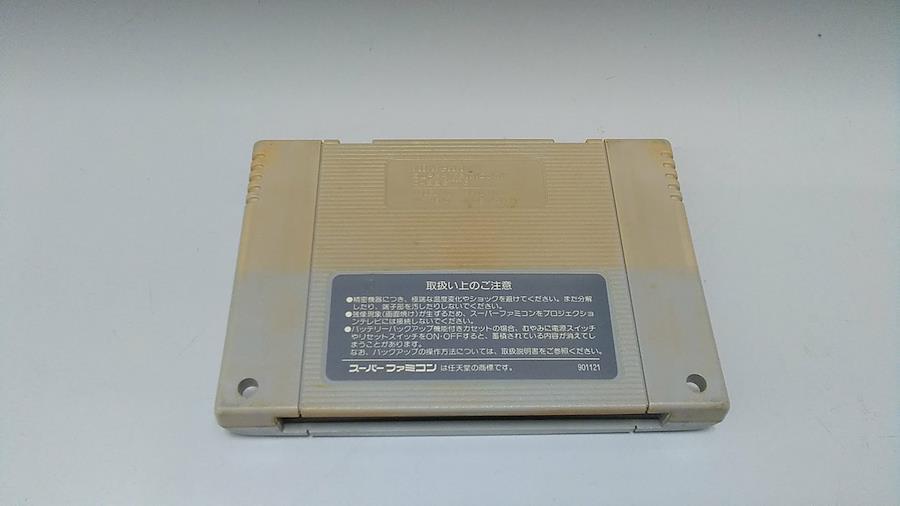 Nintendo
取扱い上のご注意
●精密機器につき、極端な温度変化やショックを避けてください。また分解
したり、端子部を汚したりしないでください。
●残像現象(画面焼け)が生ずるため、スーパーファミコンをプロジェクショ
ンテレビには接続しないでください。
●バッテリーバックアップ機能付きカセットの場合、むやみに電源スイッチ
やリセットスイッチをON・OFFすると、蓄積されている内容が消えてし
まうことがあります。
なお、バックアップの操作方法については、取扱説明書をご参照ください。
スーパーファミコン は任天堂の商標です。 901121